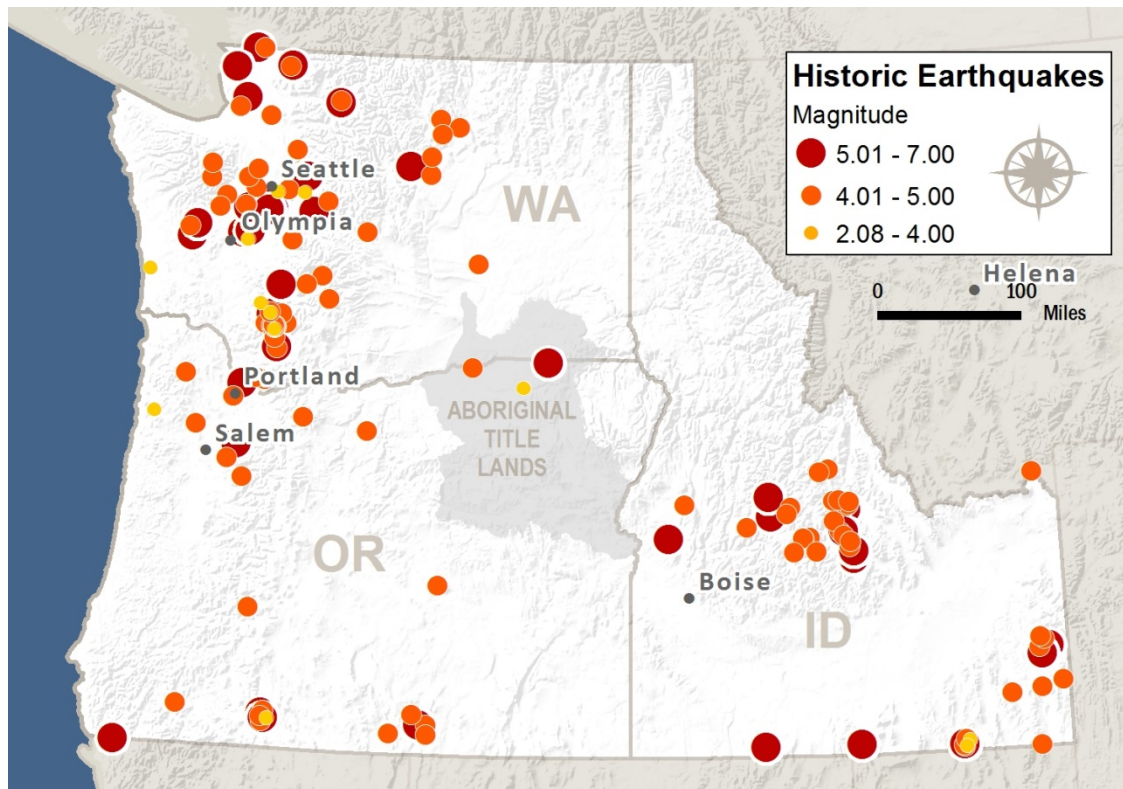 Historic Earthquakes
Magnitude
5.01 - 7.00
4.01 - 5.00
2.08 - 4.00
Seattle
WA
Olympia
Helena
0 100
Miles
Portland
ABORIGINAL
TITLE
LANDS
Salem
OR
Boise
ID